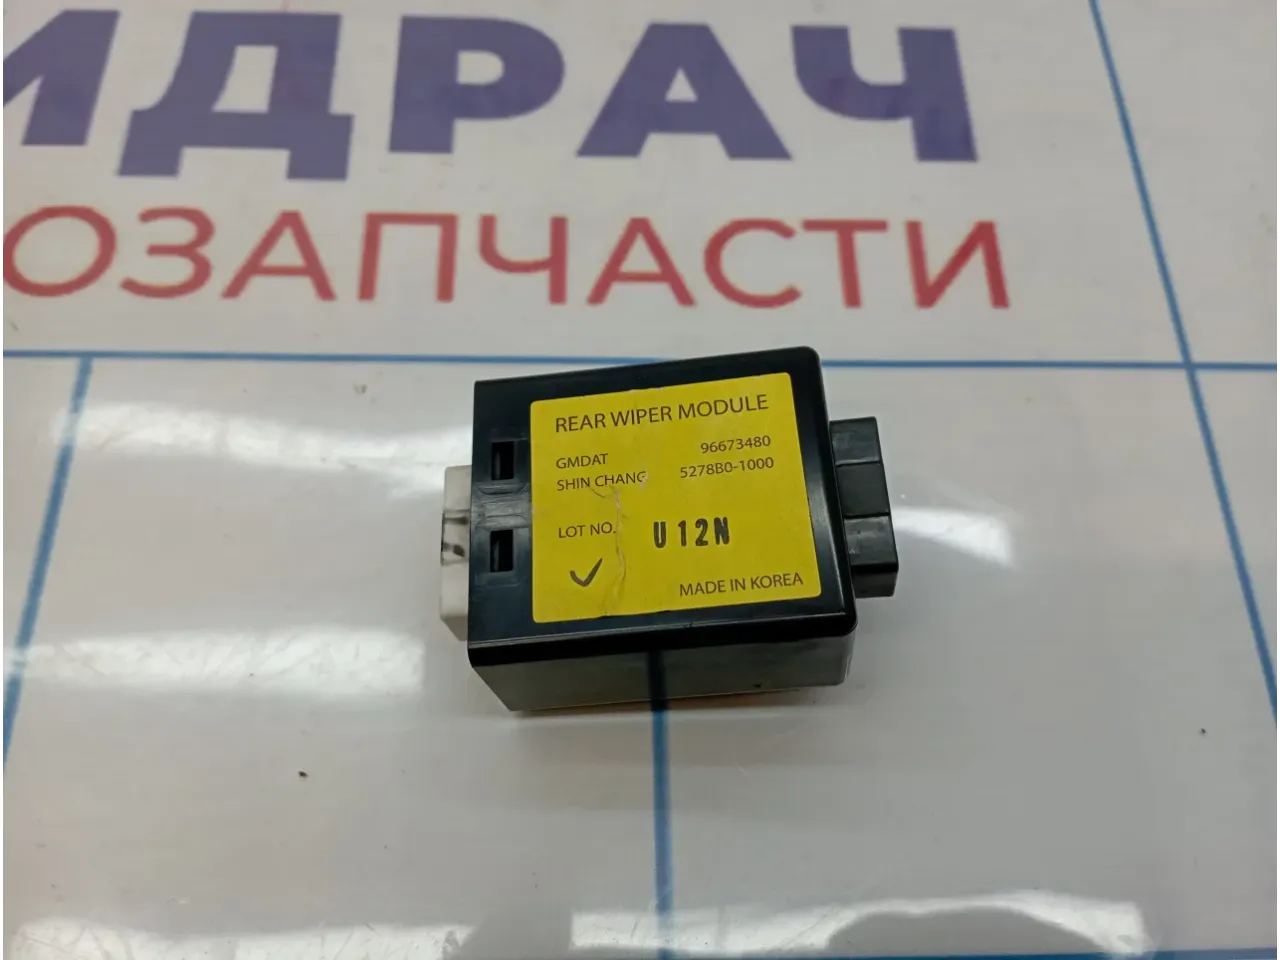 ИДРАЧ
ОЗАПЧАСТИ
REAR WIPER MODULE
GMDAT 96673480
SHIN CHANG 5278B0-1000
LOT NO. U12N
MADE IN KOREA